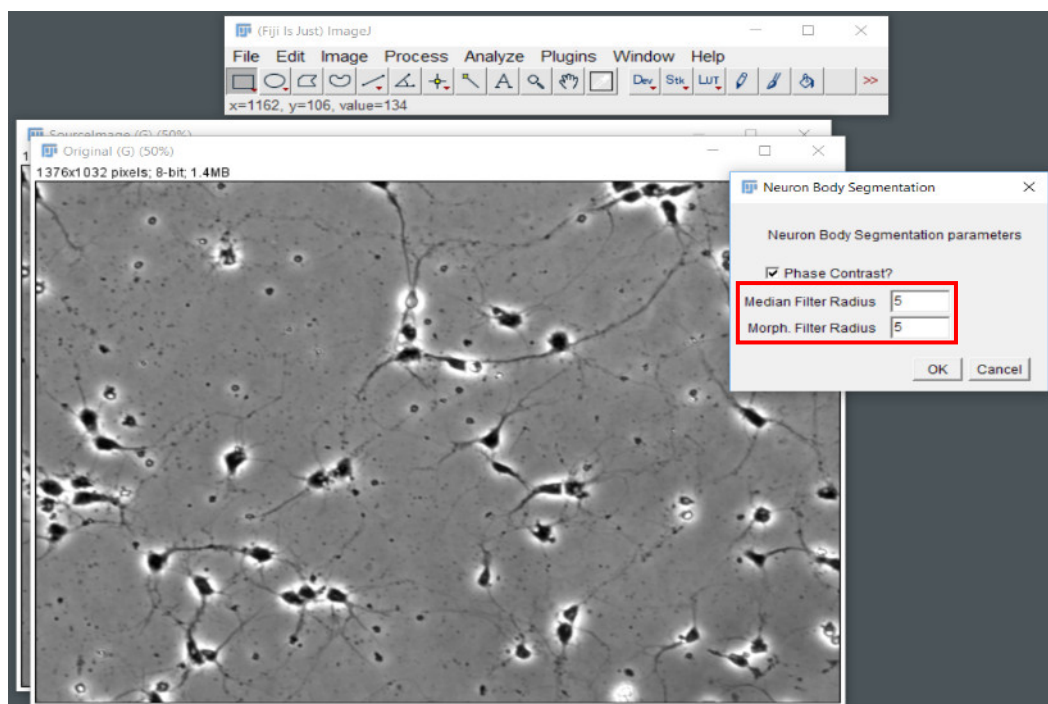 (Fiji Is Just) ImageJ
File Edit Image Process Analyze Plugins Window Help
Dev Stk LUT >>
x=1162, y=106, value=134
SourceImage (G) (50%)
Original (G) (50%)
1376x1032 pixels; 8-bit; 1.4MB
Neuron Body Segmentation
Neuron Body Segmentation parameters
Phase Contrast?
Median Filter Radius 5
Morph. Filter Radius 5
OK Cancel